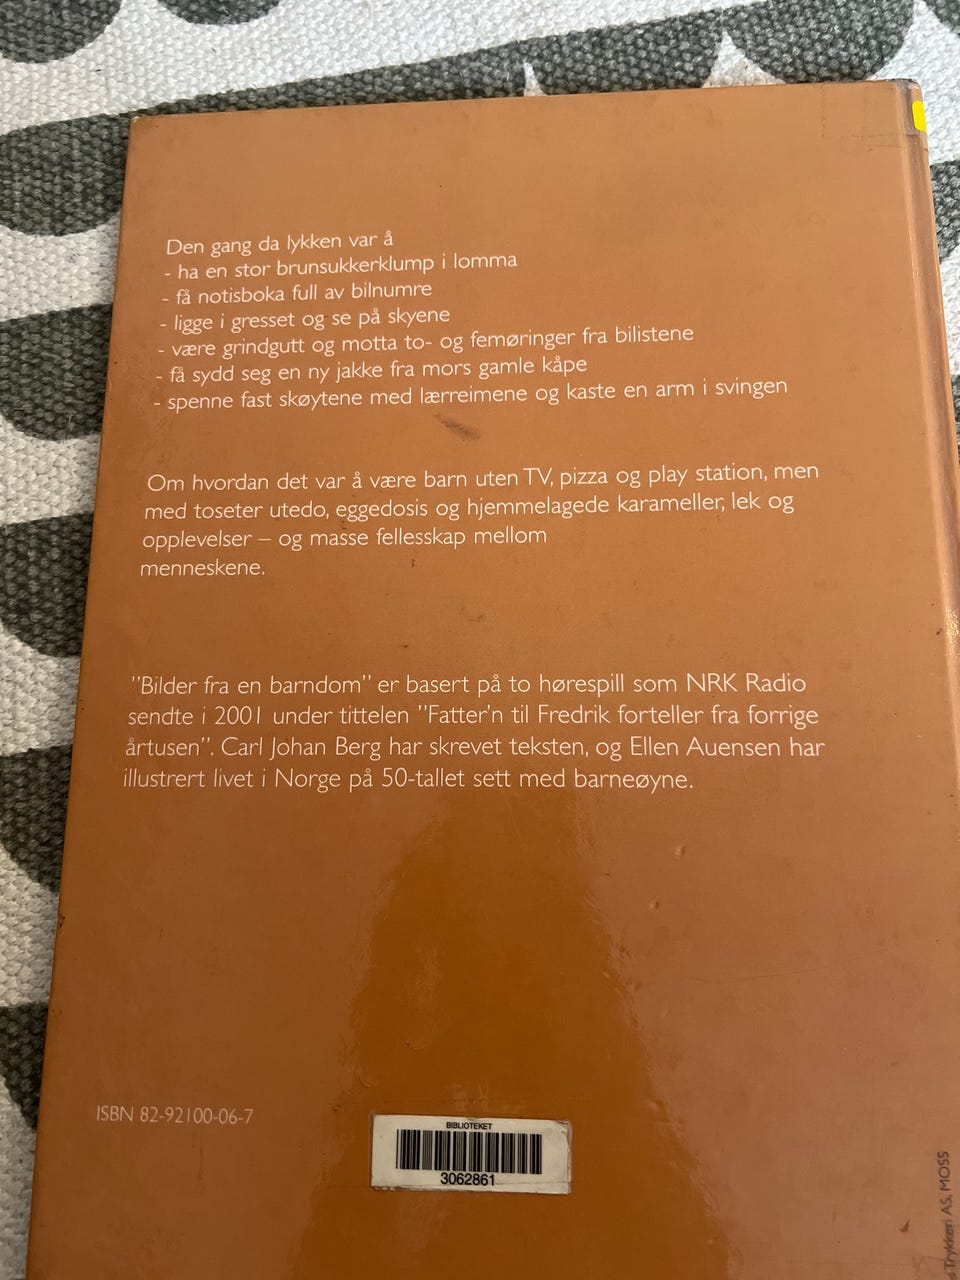 Den gang da lykken var å
- ha en stor brunsukkerklump i lomma
- få notisboka full av bilnumre
- ligge i gresset og se på skyene
- være grindgutt og motta to- og femøringer fra bilistene
- få sydd seg en ny jakke fra mors gamle kåpe
- spenne fast skøytene med lærreimene og kaste en arm i svingen
Om hvordan det var å være barn uten TV, pizza og play station, men
med toseter utedo, eggedosis og hjemmelagede karameller, lek og
opplevelser – og masse fellesskap mellom
menneskene.
"Bilder fra en barndom" er basert på to hørespill som NRK Radio
sendte i 2001 under tittelen "Fatter'n til Fredrik forteller fra forrige
årtusen". Carl Johan Berg har skrevet teksten, og Ellen Auensen har
illustrert livet i Norge på 50-tallet sett med barneøyne.
ISBN 82-92100-06-7
BIBLIOTEKET
3062861
Trykkeri AS, MOSS